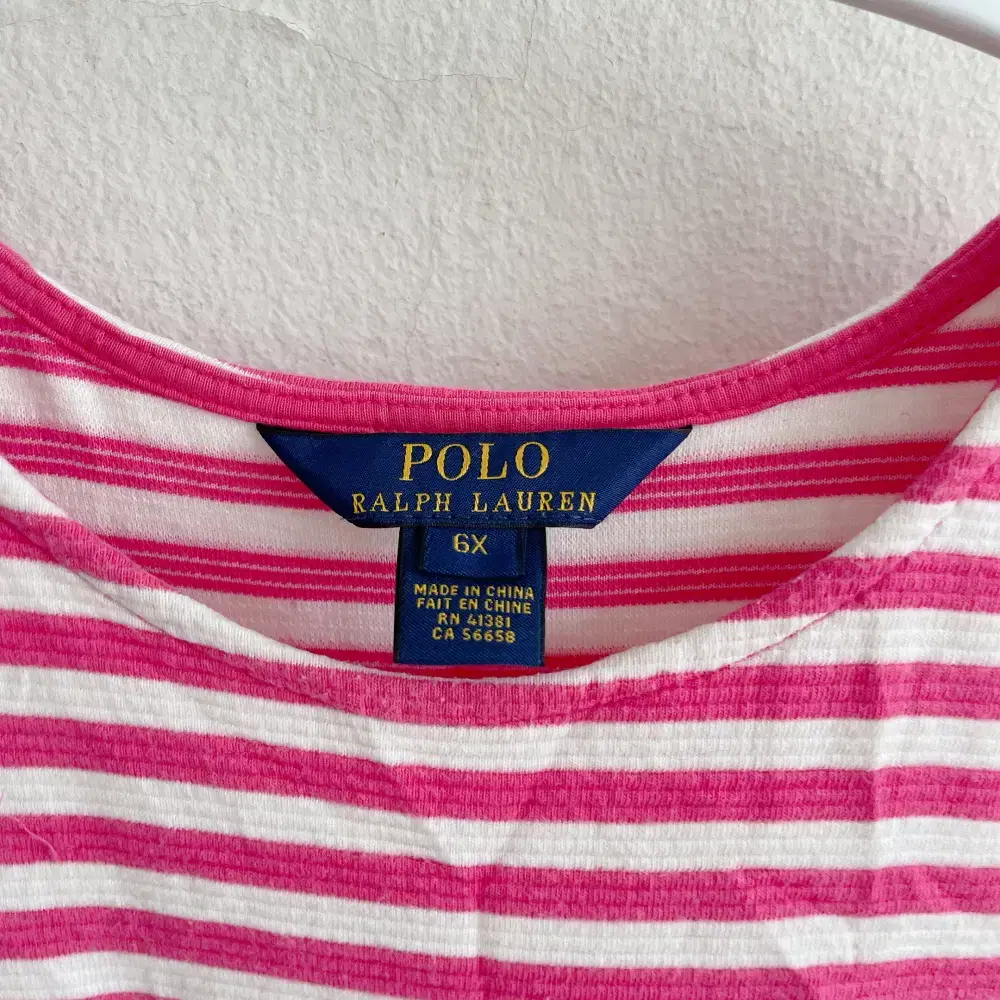 POLO
RALPH LAUREN
6X
MADE IN CHINA
FAIT EN CHINE
RN 41381
CA 56658